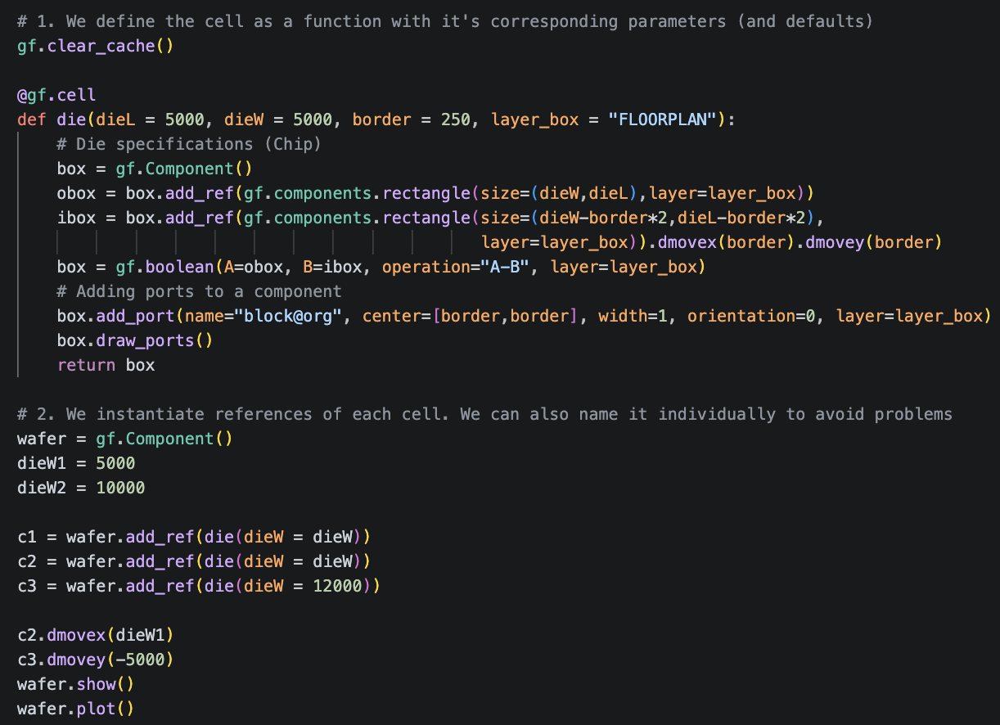 # 1. We define the cell as a function with it's corresponding parameters (and defaults)
gf.clear_cache()

@gf.cell
def die(dieL = 5000, dieW = 5000, border = 250, layer_box = "FLOORPLAN"):
    # Die specifications (Chip)
    box = gf.Component()
    obox = box.add_ref(gf.components.rectangle(size=(dieW,dieL),layer=layer_box))
    ibox = box.add_ref(gf.components.rectangle(size=(dieW-border*2,dieL-border*2),
                                               layer=layer_box)).dmovex(border).dmovey(border)
    box = gf.boolean(A=obox, B=ibox, operation="A-B", layer=layer_box)
    # Adding ports to a component
    box.add_port(name="block@org", center=[border,border], width=1, orientation=0, layer=layer_box)
    box.draw_ports()
    return box

# 2. We instantiate references of each cell. We can also name it individually to avoid problems
wafer = gf.Component()
dieW1 = 5000
dieW2 = 10000

c1 = wafer.add_ref(die(dieW = dieW))
c2 = wafer.add_ref(die(dieW = dieW))
c3 = wafer.add_ref(die(dieW = 12000))

c2.dmovex(dieW1)
c3.dmovey(-5000)
wafer.show()
wafer.plot()